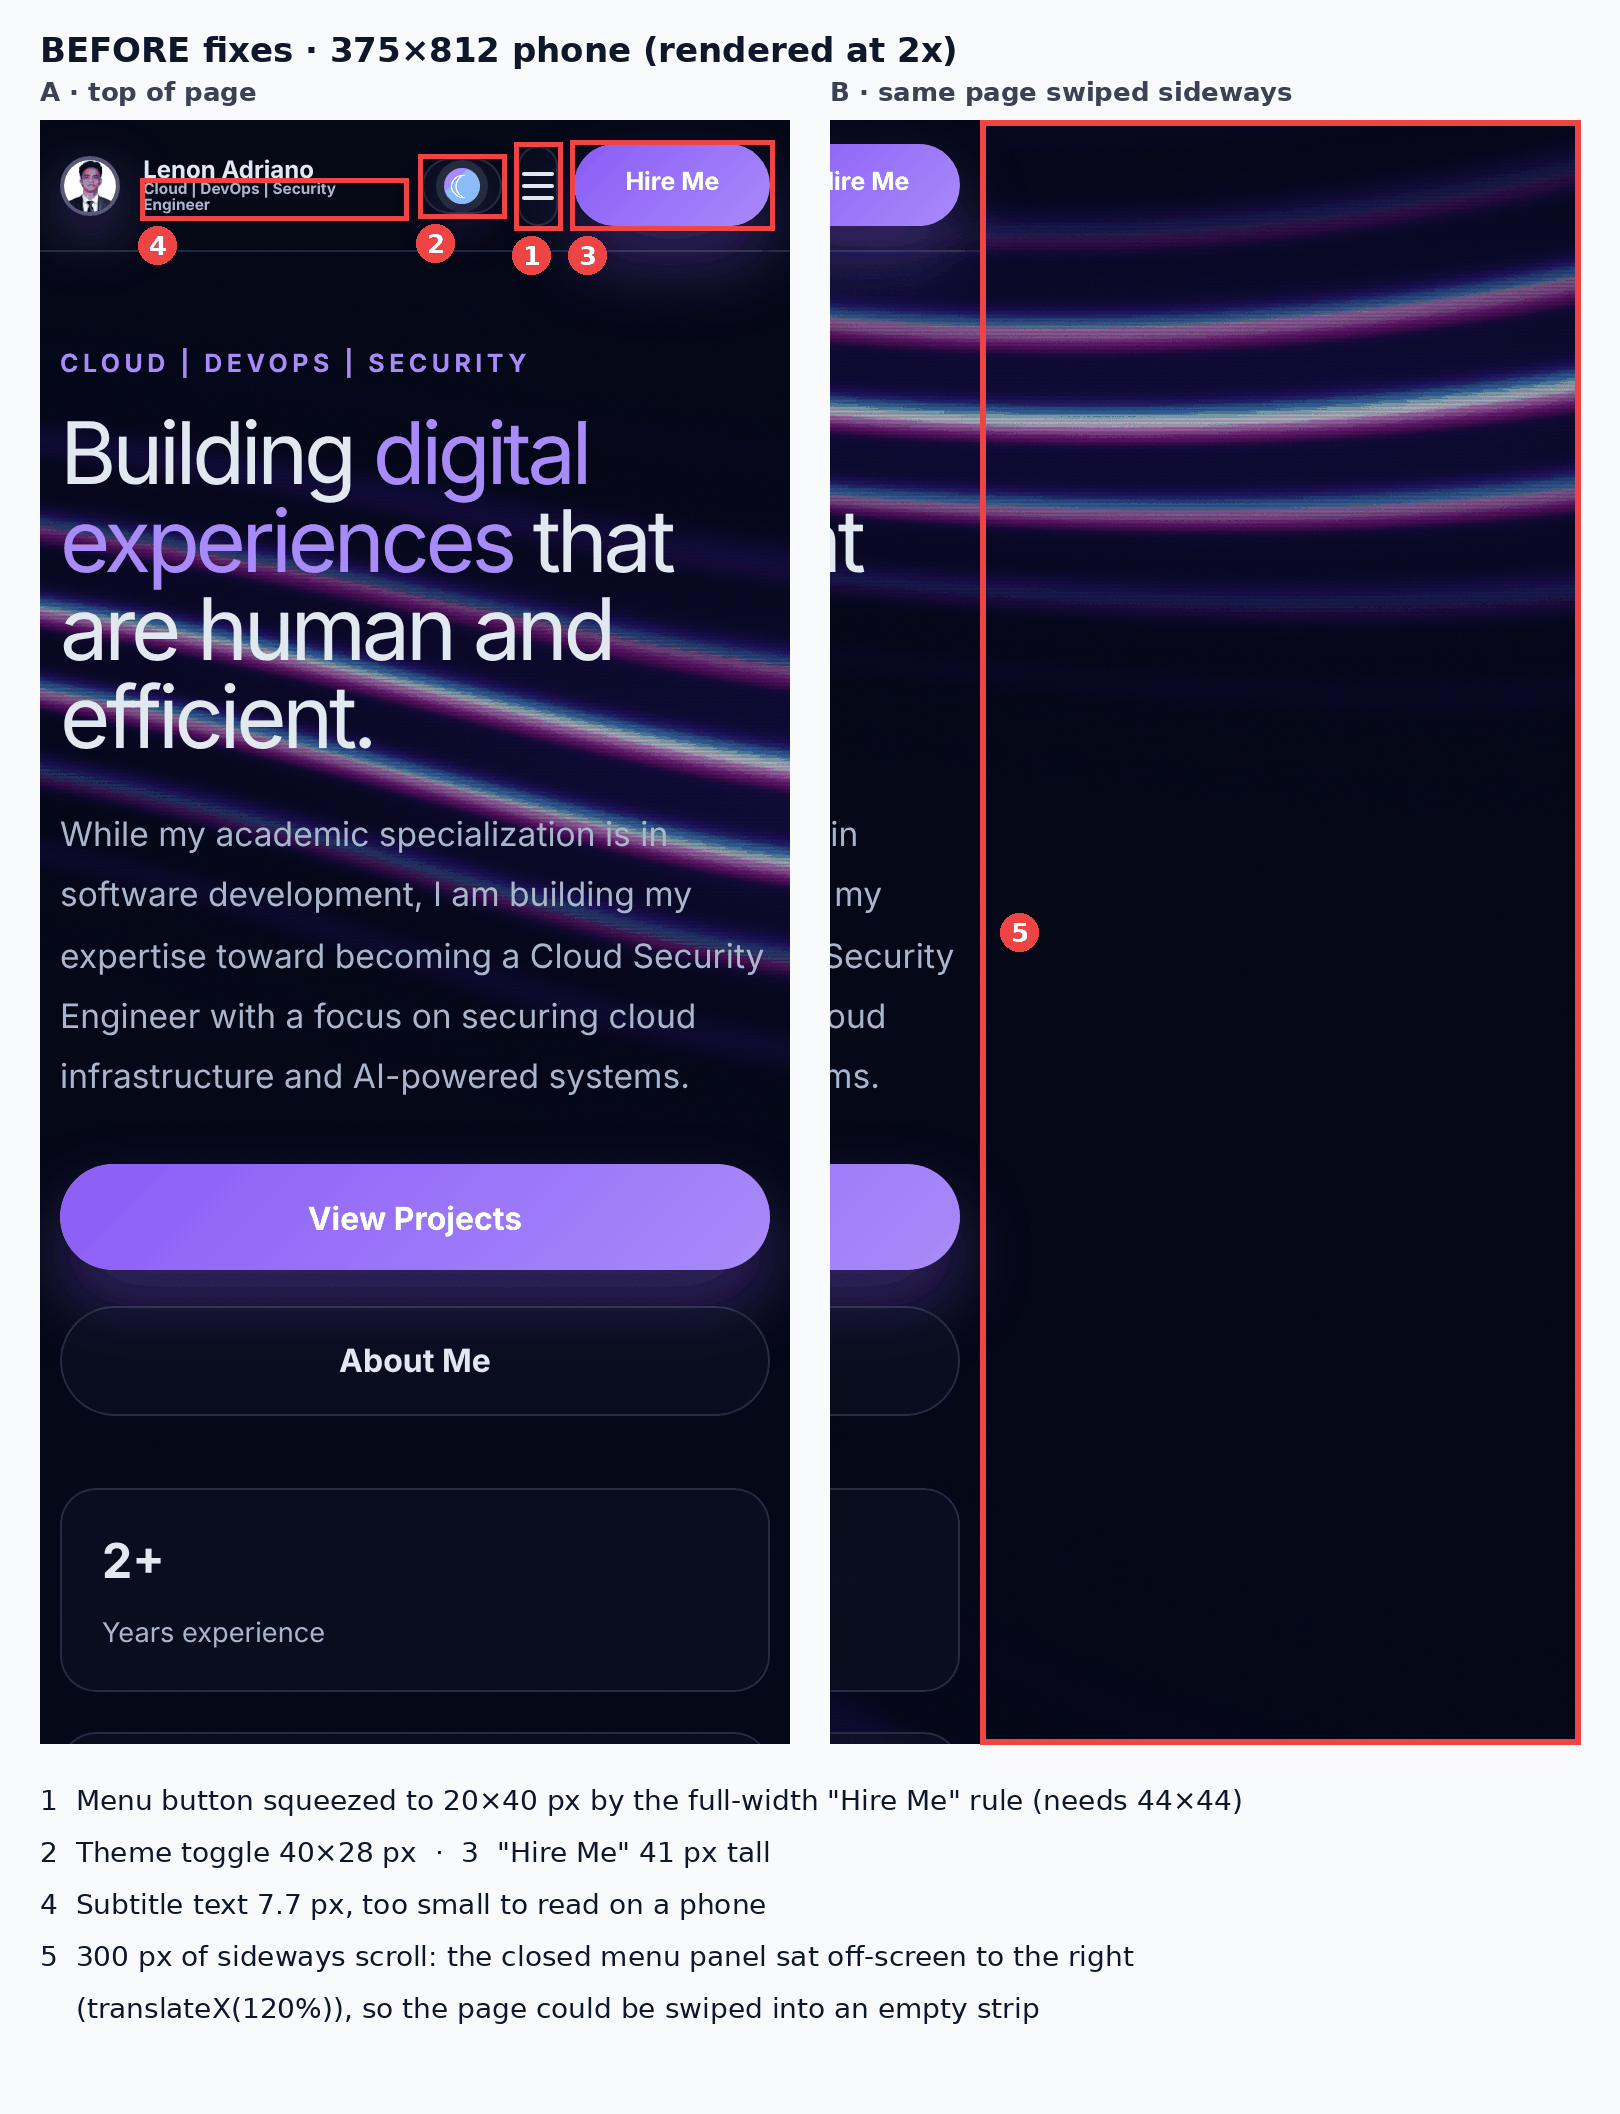 BEFORE fixes · 375×812 phone (rendered at 2x)
A · top of page
Lenon Adriano
Cloud | DevOps | Security
Engineer
Hire Me
4
2
1
3
CLOUD | DEVOPS | SECURITY
Building digital
experiences that
are human and
efficient.
While my academic specialization is in
software development, I am building my
expertise toward becoming a Cloud Security
Engineer with a focus on securing cloud
infrastructure and AI-powered systems.
View Projects
About Me
2+
Years experience
B · same page swiped sideways
ire Me
t
in
my
Security
oud
ms.
5
1 Menu button squeezed to 20×40 px by the full-width "Hire Me" rule (needs 44×44)
2 Theme toggle 40×28 px · 3 "Hire Me" 41 px tall
4 Subtitle text 7.7 px, too small to read on a phone
5 300 px of sideways scroll: the closed menu panel sat off-screen to the right
(translateX(120%)), so the page could be swiped into an empty strip